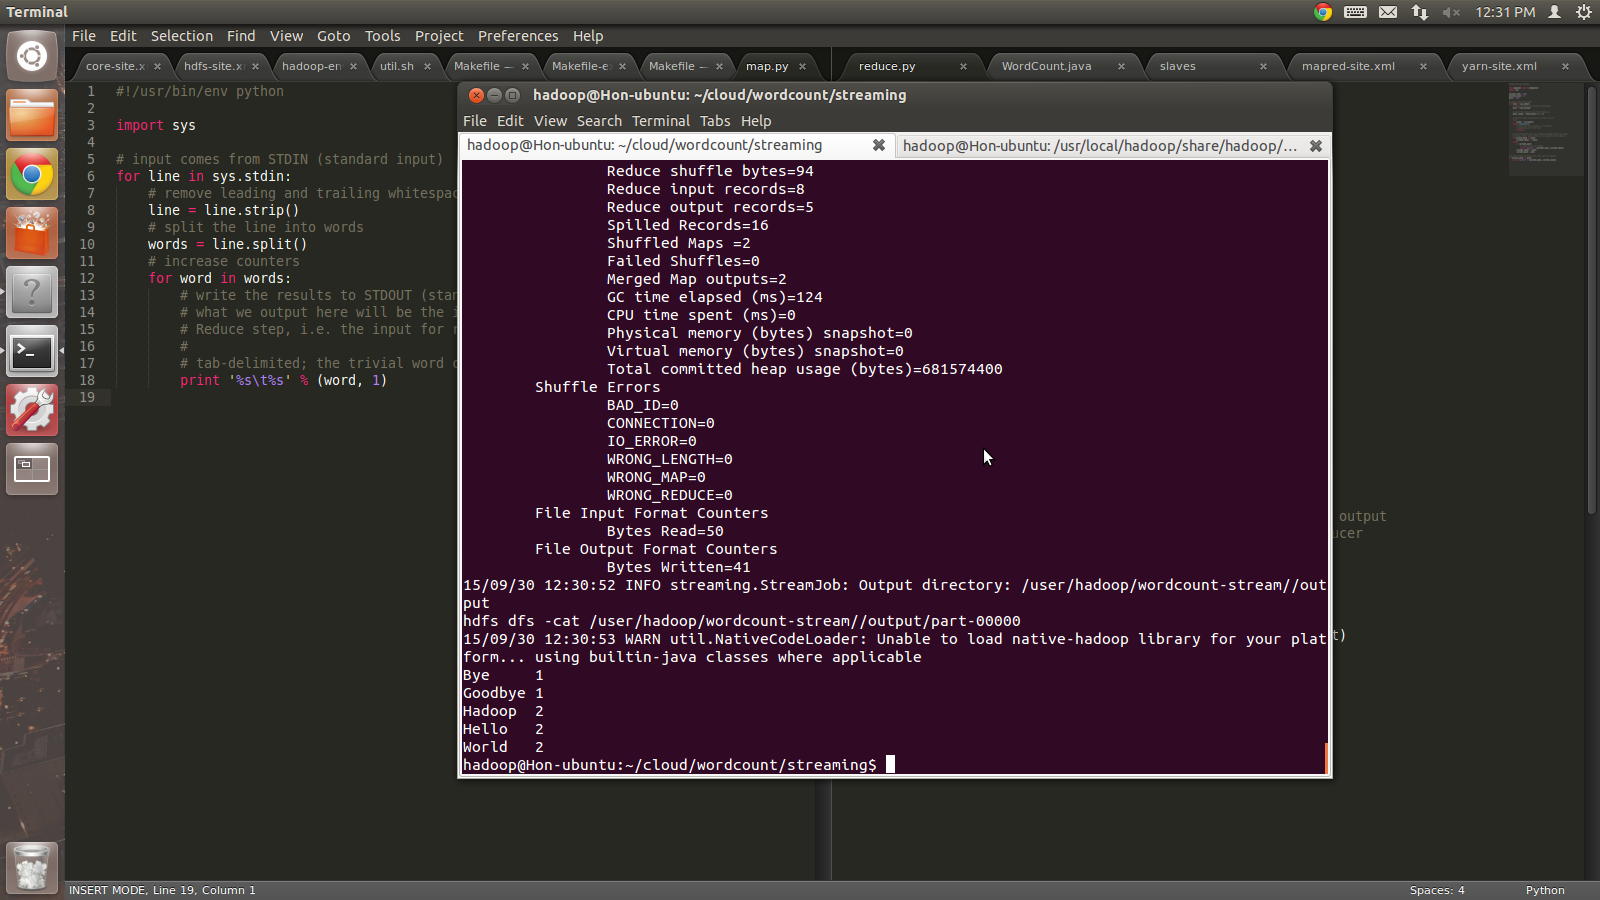 Terminal
12:31 PM
File Edit Selection Find View Goto Tools Project Preferences Help
core-site.x hdfs-site.x hadoop-en util.sh Makefile — Makefile-e Makefile — map.py reduce.py WordCount.java slaves mapred-site.xml yarn-site.xml
1 #!/usr/bin/env python
2
3 import sys
4
5 # input comes from STDIN (standard input)
6 for line in sys.stdin:
7 # remove leading and trailing whitespac
8 line = line.strip()
9 # split the line into words
10 words = line.split()
11 # increase counters
12 for word in words:
13 # write the results to STDOUT (stan
14 # what we output here will be the i
15 # Reduce step, i.e. the input for r
16 #
17 # tab-delimited; the trivial word c
18 print '%s\t%s' % (word, 1)
19
hadoop@Hon-ubuntu: ~/cloud/wordcount/streaming
File Edit View Search Terminal Tabs Help
hadoop@Hon-ubuntu: ~/cloud/wordcount/streaming hadoop@Hon-ubuntu: /usr/local/hadoop/share/hadoop/...
Reduce shuffle bytes=94
Reduce input records=8
Reduce output records=5
Spilled Records=16
Shuffled Maps =2
Failed Shuffles=0
Merged Map outputs=2
GC time elapsed (ms)=124
CPU time spent (ms)=0
Physical memory (bytes) snapshot=0
Virtual memory (bytes) snapshot=0
Total committed heap usage (bytes)=681574400
Shuffle Errors
BAD_ID=0
CONNECTION=0
IO_ERROR=0
WRONG_LENGTH=0
WRONG_MAP=0
WRONG_REDUCE=0
File Input Format Counters
Bytes Read=50
File Output Format Counters
Bytes Written=41
15/09/30 12:30:52 INFO streaming.StreamJob: Output directory: /user/hadoop/wordcount-stream//out
put
hdfs dfs -cat /user/hadoop/wordcount-stream//output/part-00000
15/09/30 12:30:53 WARN util.NativeCodeLoader: Unable to load native-hadoop library for your plat
form... using builtin-java classes where applicable
Bye 1
Goodbye 1
Hadoop 2
Hello 2
World 2
hadoop@Hon-ubuntu:~/cloud/wordcount/streaming$
output
ucer
t)
INSERT MODE, Line 19, Column 1
Spaces: 4 Python